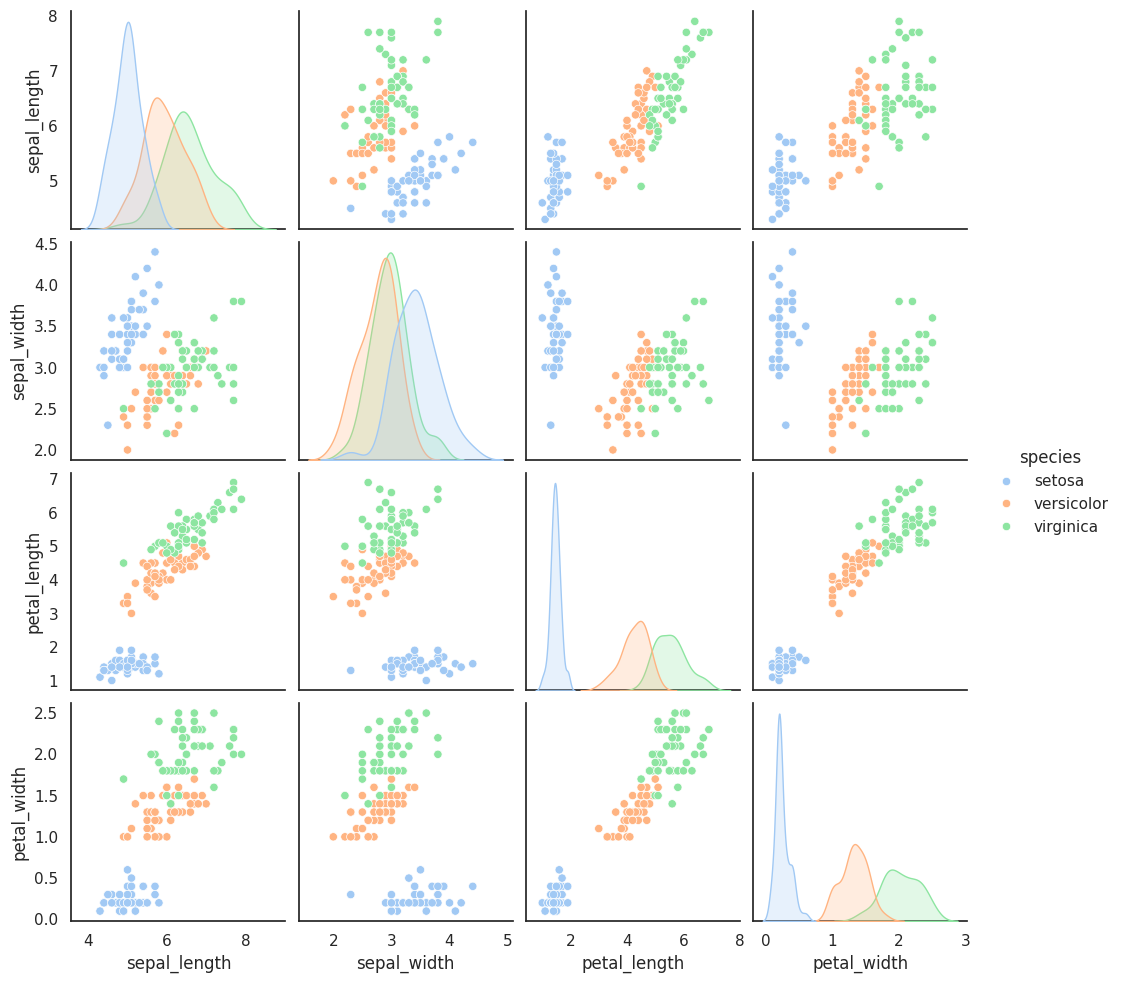 8
7
6
5
sepal_length
4.5
4.0
3.5
3.0
2.5
2.0
sepal_width
species
setosa
versicolor
virginica
7
6
5
4
3
2
1
petal_length
2.5
2.0
1.5
1.0
0.5
0.0
petal_width
4 6 8
2 3 4 5
2 4 6 8
0 1 2 3
sepal_length
sepal_width
petal_length
petal_width